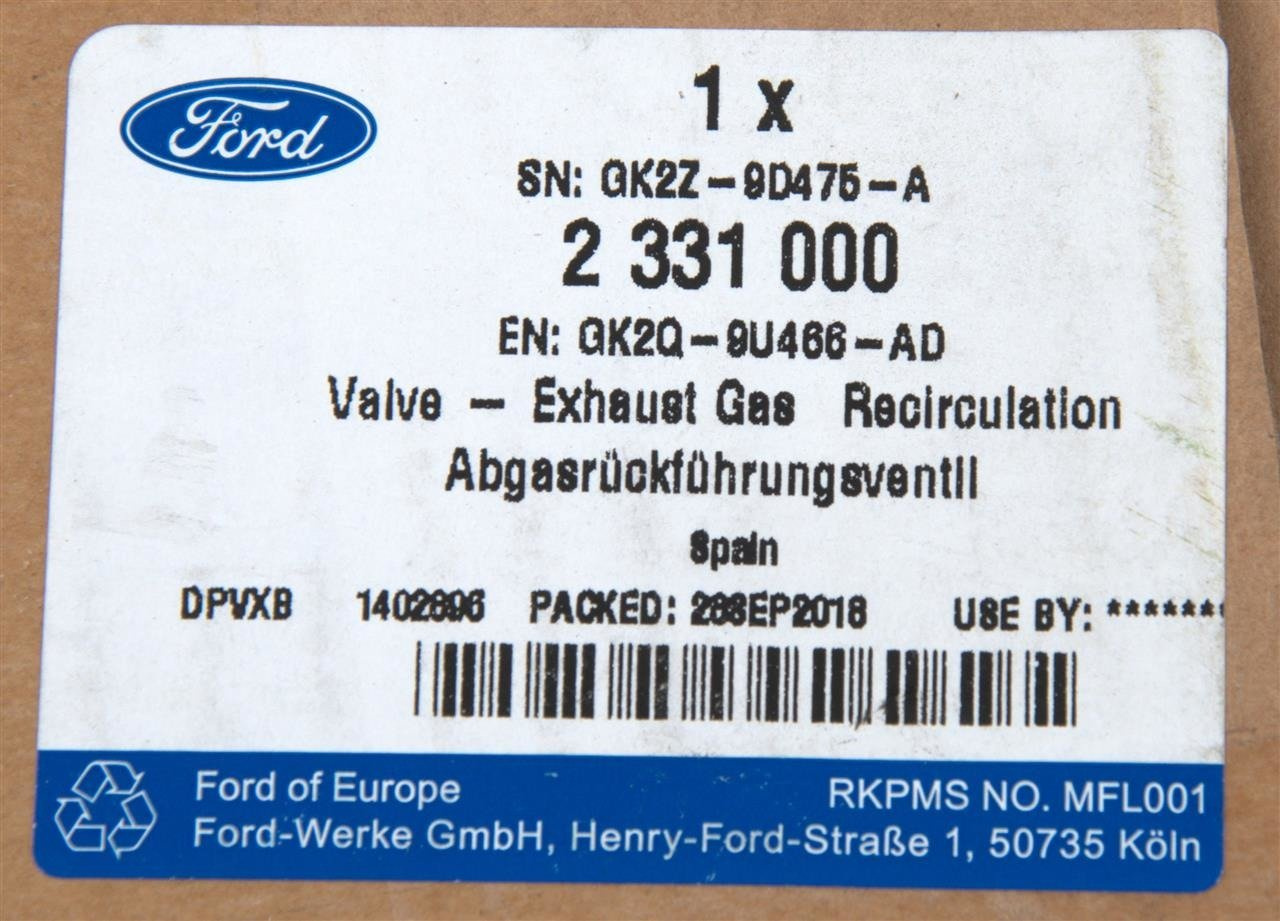 Ford
1 x
SN: GK2Z-9D475-A
2 331 000
EN: GK2Q-9U466-AD
Valve - Exhaust Gas Recirculation
Abgasrückführungsventil
Spain
DPVXB 1402696 PACKED: 28SEP2018 USE BY: *******
Ford of Europe
RKPMS NO. MFL001
Ford-Werke GmbH, Henry-Ford-Straße 1, 50735 Köln